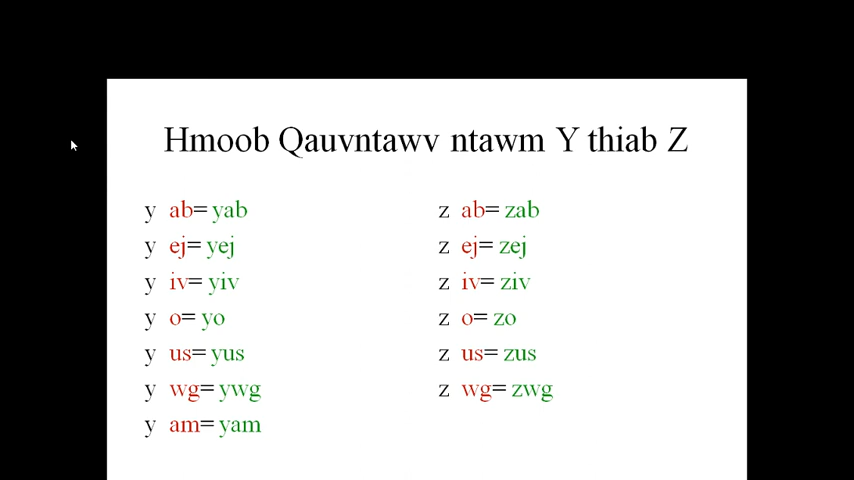 Hmoob Qauvntawv ntawm Y thiab Z
y ab= yab
y ej= yej
y iv= yiv
y o= yo
y us= yus
y wg= ywg
y am= yam
z ab= zab
z ej= zej
z iv= ziv
z o= zo
z us= zus
z wg= zwg